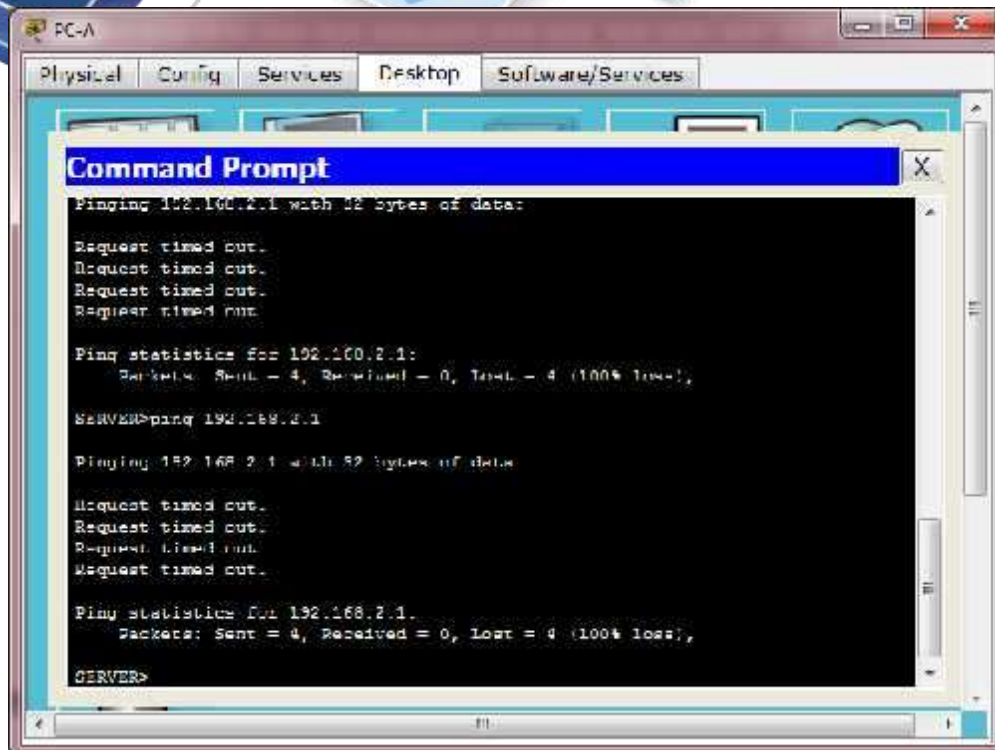 PC-A
Physical Config Services Desktop Software/Services
Command Prompt
X
Pinging 192.168.2.1 with 32 bytes of data:
Request timed out.
Request timed out.
Request timed out.
Request timed out.
Ping statistics for 192.168.2.1:
Packets: Sent = 4, Received = 0, Lost = 4 (100% loss),
SERVER>ping 192.168.2.1
Pinging 192.168.2.1 with 32 bytes of data:
Request timed out.
Request timed out.
Request timed out.
Request timed out.
Ping statistics for 192.168.2.1:
Packets: Sent = 4, Received = 0, Lost = 4 (100% loss),
SERVER>